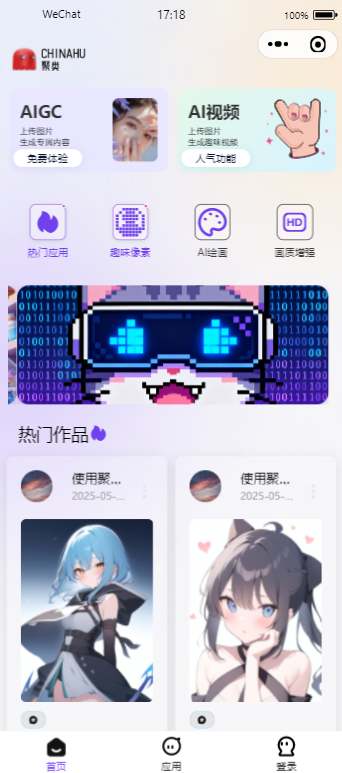 WeChat 17:18 100%
CHINAHU
聚类
AIGC
上传图片
生成专属内容
免费体验
AI视频
上传图片
生成趣味视频
人气功能
热门应用 趣味像素 AI绘画 画质增强
HD
热门作品
使用聚...
2025-05-...
使用聚...
2025-05-...
首页 应用 登录